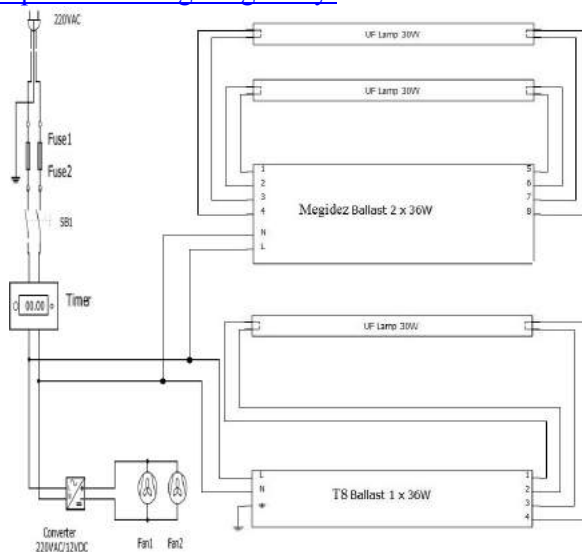 220VAC
UF Lamp 30W
UF Lamp 30W
Fuse1
Fuse2
SB1
1
2
3
4
N
L
Megidez Ballast 2 x 36W
5
6
7
8
00.00
Timer
UF Lamp 30W
L
N
T8 Ballast 1 x 36W
1
2
3
4
Converter
220VAC/12VDC
Fan1
Fan2